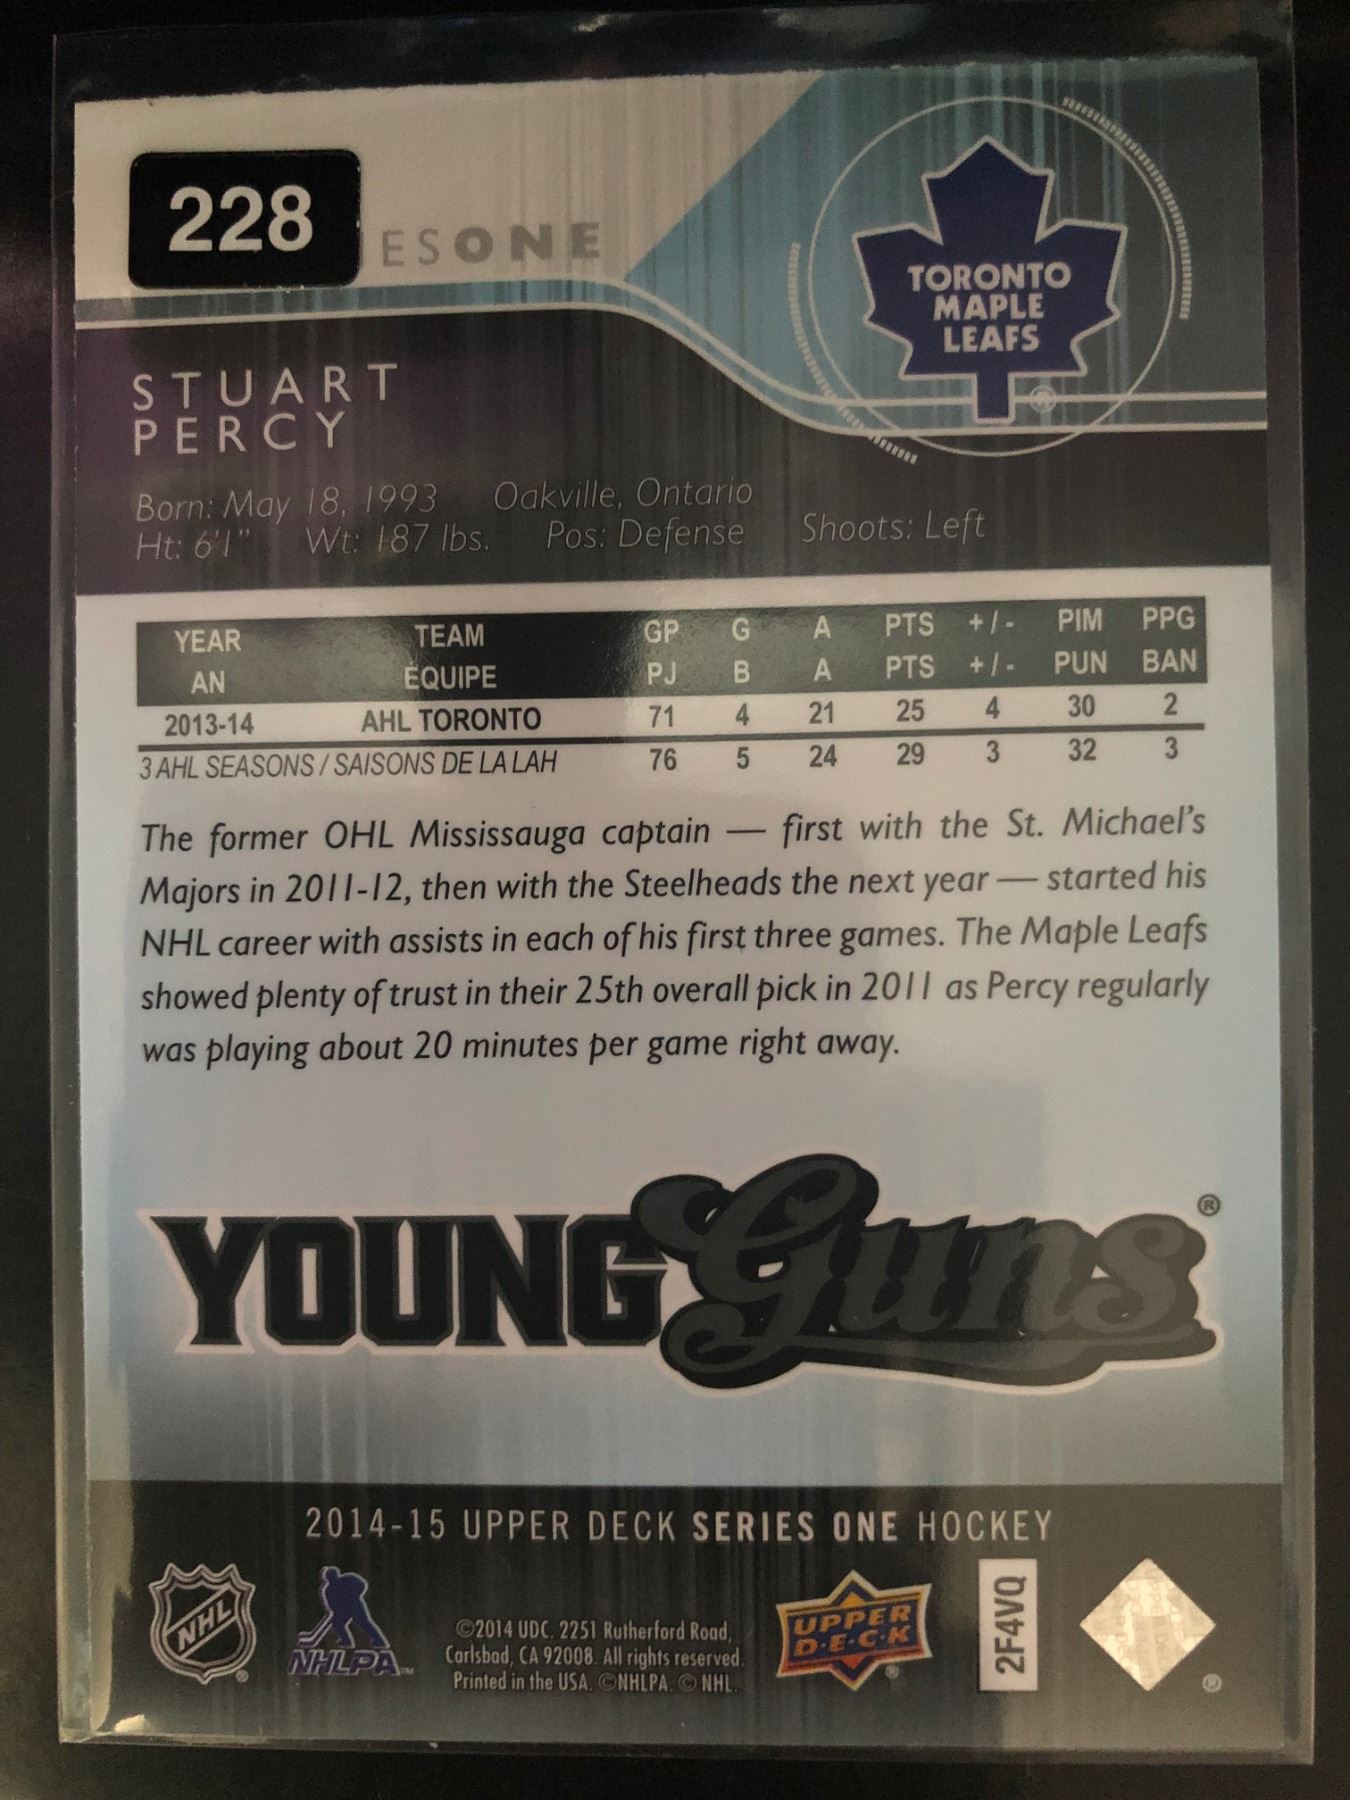 228
ESONE
TORONTO
MAPLE
LEAFS
®
STUART
PERCY
Born: May 18, 1993 Oakville, Ontario
Ht: 6'1" Wt: 187 lbs. Pos: Defense Shoots: Left
YEAR TEAM GP G A PTS +/- PIM PPG
AN ÉQUIPE PJ B A PTS +/- PUN BAN
2013-14 AHL TORONTO 71 4 21 25 4 30 2
3 AHL SEASONS / SAISONS DE LA LAH 76 5 24 29 3 32 3
The former OHL Mississauga captain — first with the St. Michael's
Majors in 2011-12, then with the Steelheads the next year — started his
NHL career with assists in each of his first three games. The Maple Leafs
showed plenty of trust in their 25th overall pick in 2011 as Percy regularly
was playing about 20 minutes per game right away.
YOUNG Guns®
2014-15 UPPER DECK SERIES ONE HOCKEY
NHL®
NHLPA™
©2014 UDC. 2251 Rutherford Road,
Carlsbad, CA 92008. All rights reserved.
Printed in the USA. ©NHLPA. © NHL.
UPPER
D·E·C·K®
2F4VQ
®